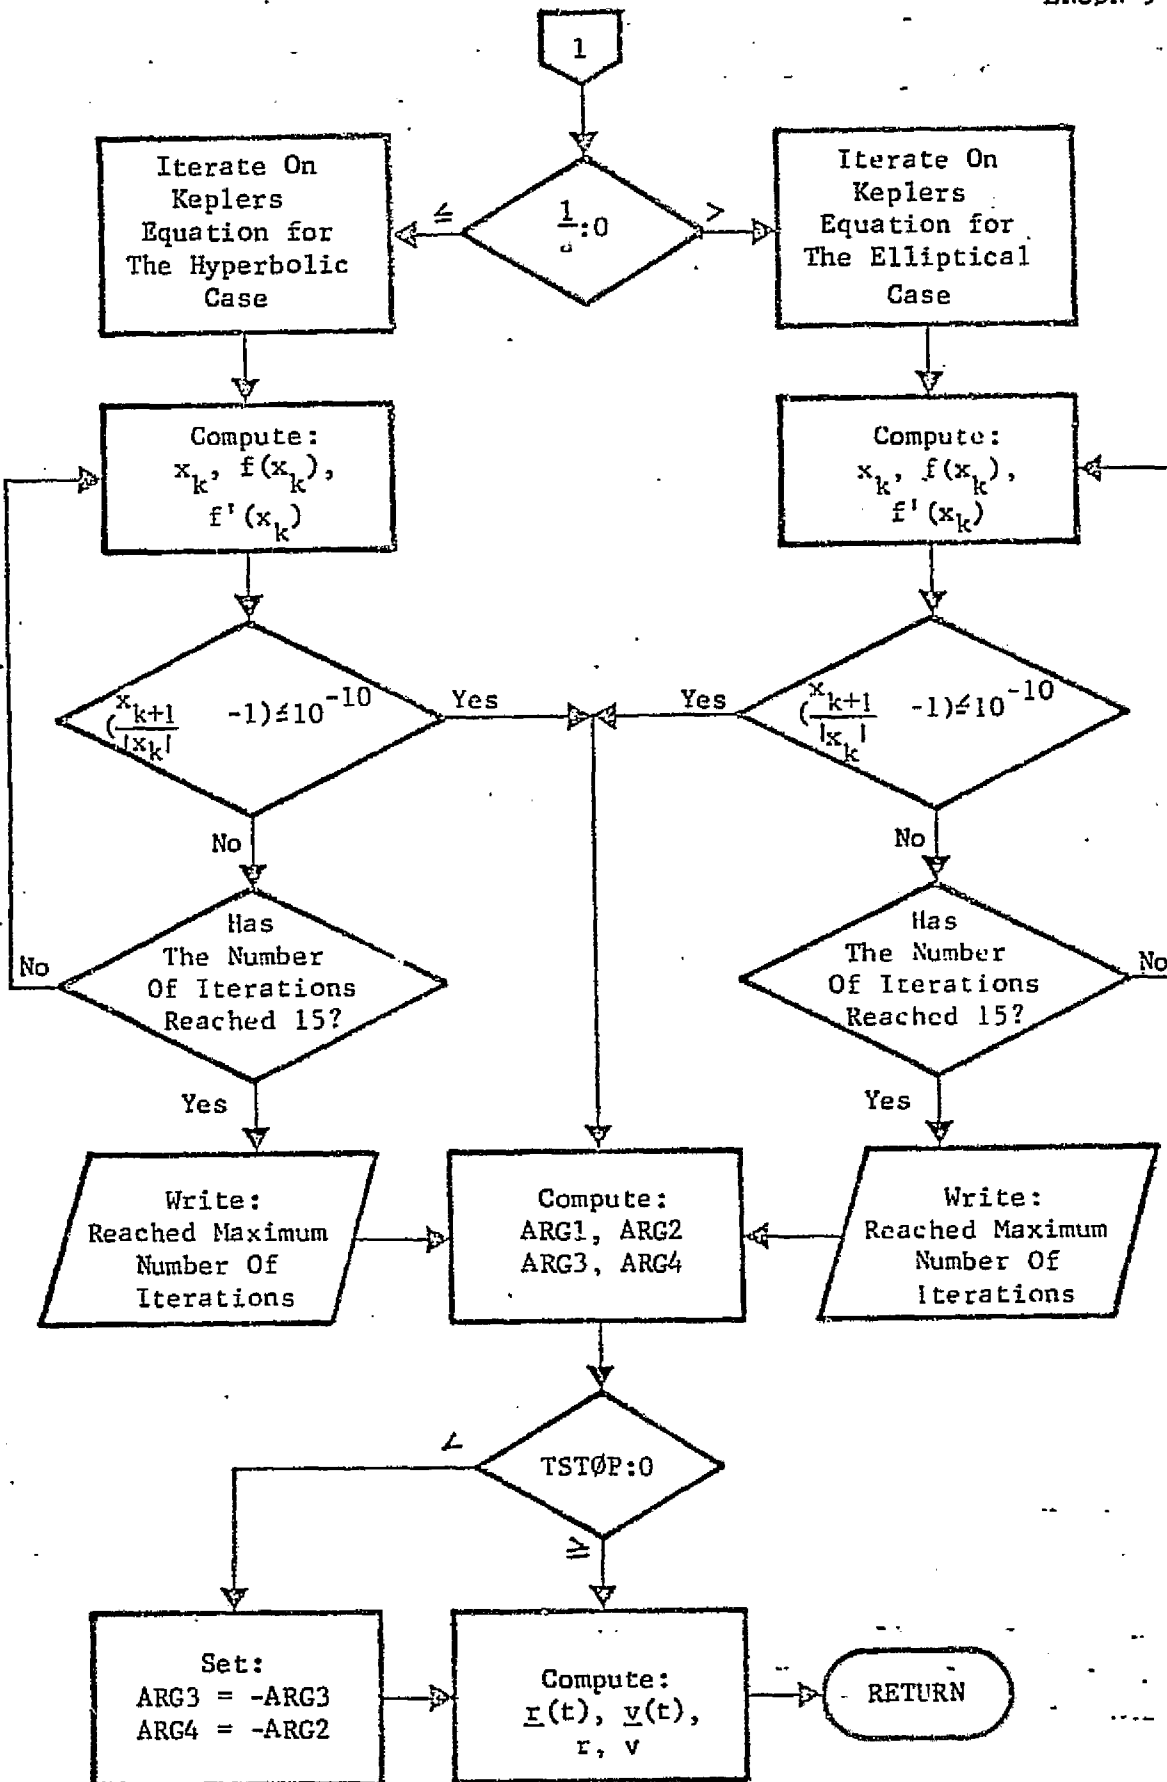 1
1/a:0
≤
>
Iterate On
Keplers
Equation for
The Hyperbolic
Case
Iterate On
Keplers
Equation for
The Elliptical
Case
Compute:
x_k, f(x_k),
f'(x_k)
Compute:
x_k, f(x_k),
f'(x_k)
(x_{k+1}/|x_k| -1)≤10^{-10}
Yes
Yes
(x_{k+1}/|x_k| -1)≤10^{-10}
No
No
Has
The Number
Of Iterations
Reached 15?
No
Has
The Number
Of Iterations
Reached 15?
No
Yes
Yes
Write:
Reached Maximum
Number Of
Iterations
Compute:
ARG1, ARG2
ARG3, ARG4
Write:
Reached Maximum
Number Of
Iterations
<
TSTØP:0
≥
Set:
ARG3 = -ARG3
ARG4 = -ARG2
Compute:
r(t), v(t),
r, v
RETURN